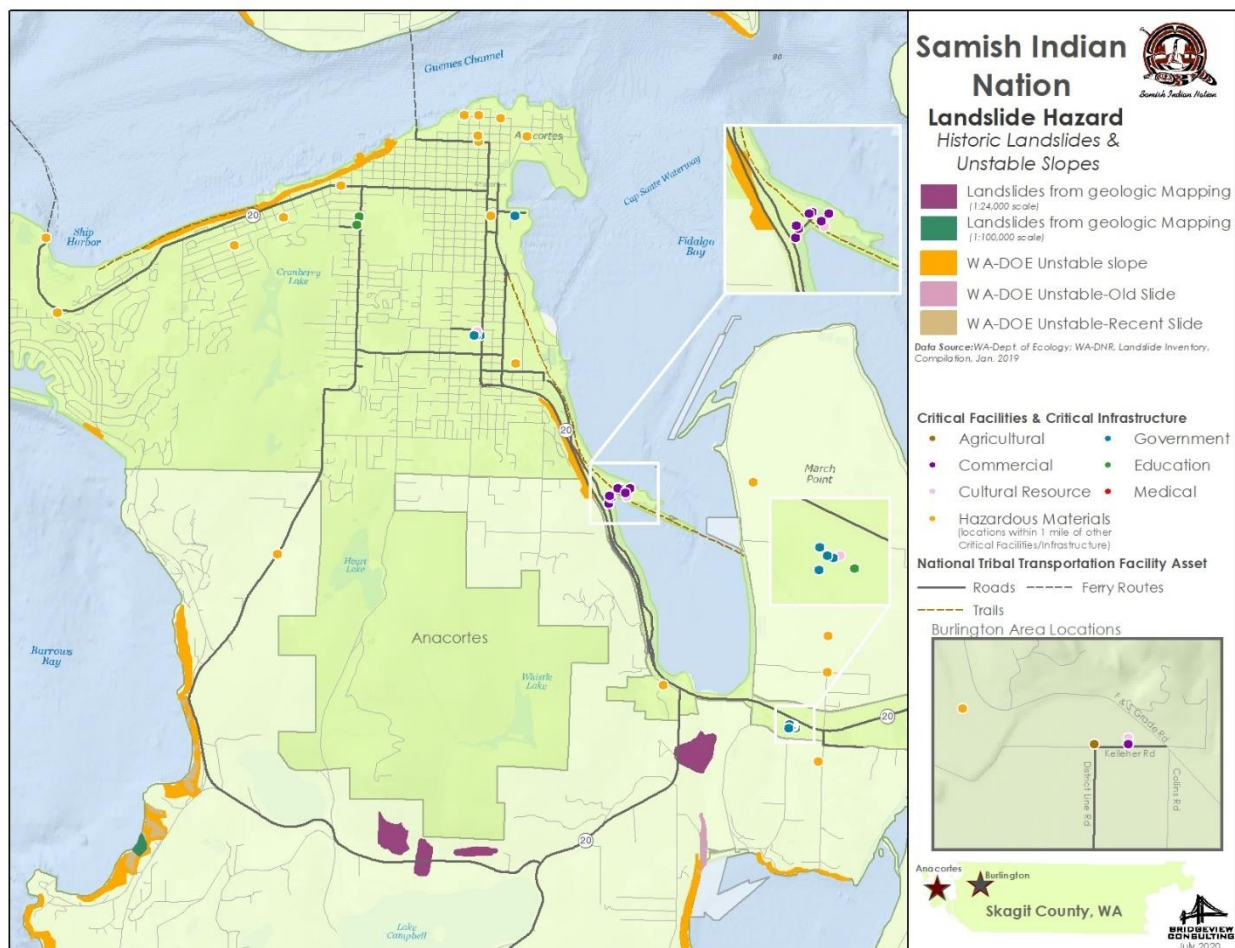 Guemes Channel
80
Anacortes
Cap Sante Waterway
Ship
Harbor
20
Fidalgo
Bay
Cranberry
Lake
20
March
Point
Heart
Lake
Anacortes
Burrows
Bay
Whistle
Lake
20
20
Lake
Campbell
Samish Indian
Nation
Samish Indian Nation
Landslide Hazard
Historic Landslides &
Unstable Slopes
Landslides from geologic Mapping
(1:24,000 scale)
Landslides from geologic Mapping
(1:100,000 scale)
WA-DOE Unstable slope
WA-DOE Unstable-Old Slide
WA-DOE Unstable-Recent Slide
Data Source:WA-Dept. of Ecology; WA-DNR, Landslide Inventory,
Compilation, Jan. 2019
Critical Facilities & Critical Infrastructure
Agricultural
Government
Commercial
Education
Cultural Resource
Medical
Hazardous Materials
(locations within 1 mile of other
Critical Facilities/Infrastructure)
National Tribal Transportation Facility Asset
Roads
Ferry Routes
Trails
Burlington Area Locations
F & S Grade Rd
Kelleher Rd
District Line Rd
Collins Rd
Anacortes
Burlington
Skagit County, WA
BRIDGEVIEW
CONSULTING
July, 2020